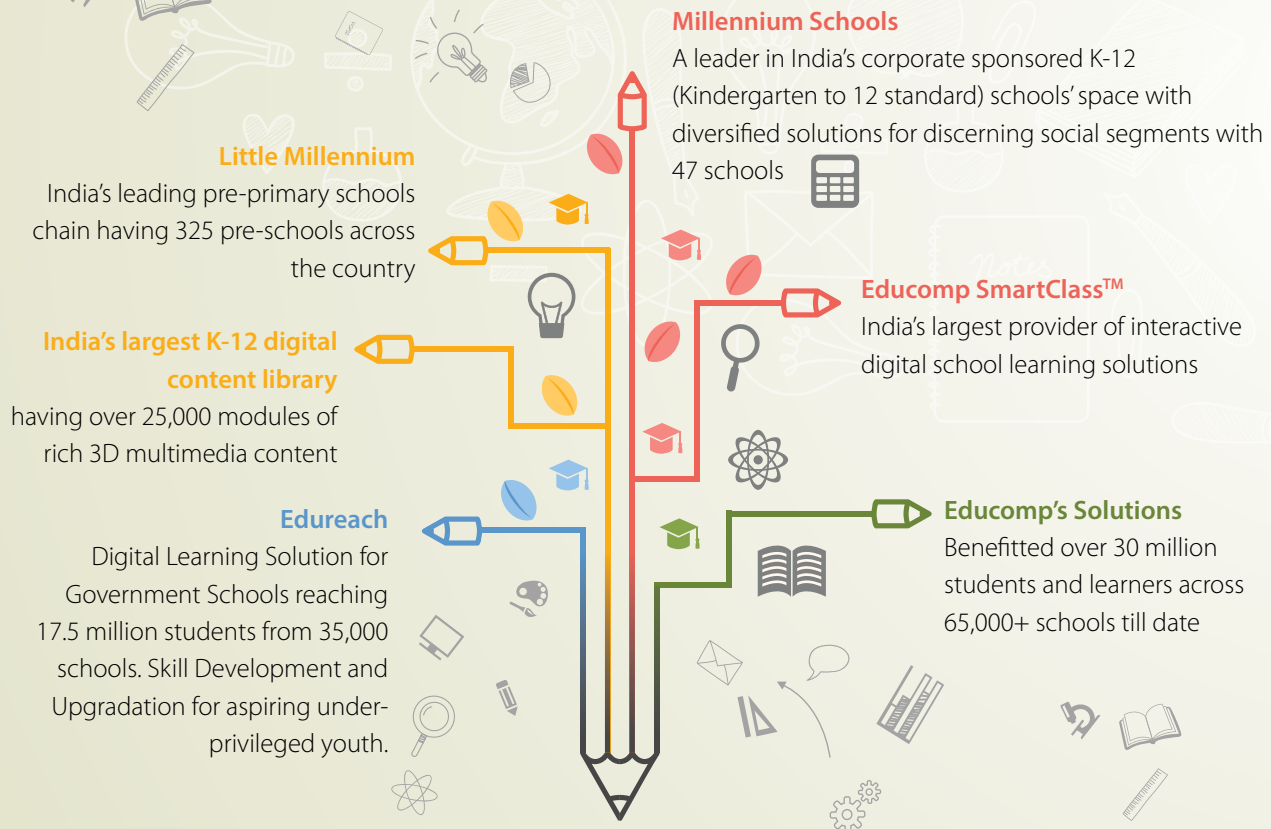 Millennium Schools
A leader in India's corporate sponsored K-12
(Kindergarten to 12 standard) schools' space with
diversified solutions for discerning social segments with
47 schools
Little Millennium
India's leading pre-primary schools
chain having 325 pre-schools across
the country
Educomp SmartClass™
India's largest provider of interactive
digital school learning solutions
India's largest K-12 digital
content library
having over 25,000 modules of
rich 3D multimedia content
Edureach
Digital Learning Solution for
Government Schools reaching
17.5 million students from 35,000
schools. Skill Development and
Upgradation for aspiring under-
privileged youth.
Educomp's Solutions
Benefitted over 30 million
students and learners across
65,000+ schools till date
Notes